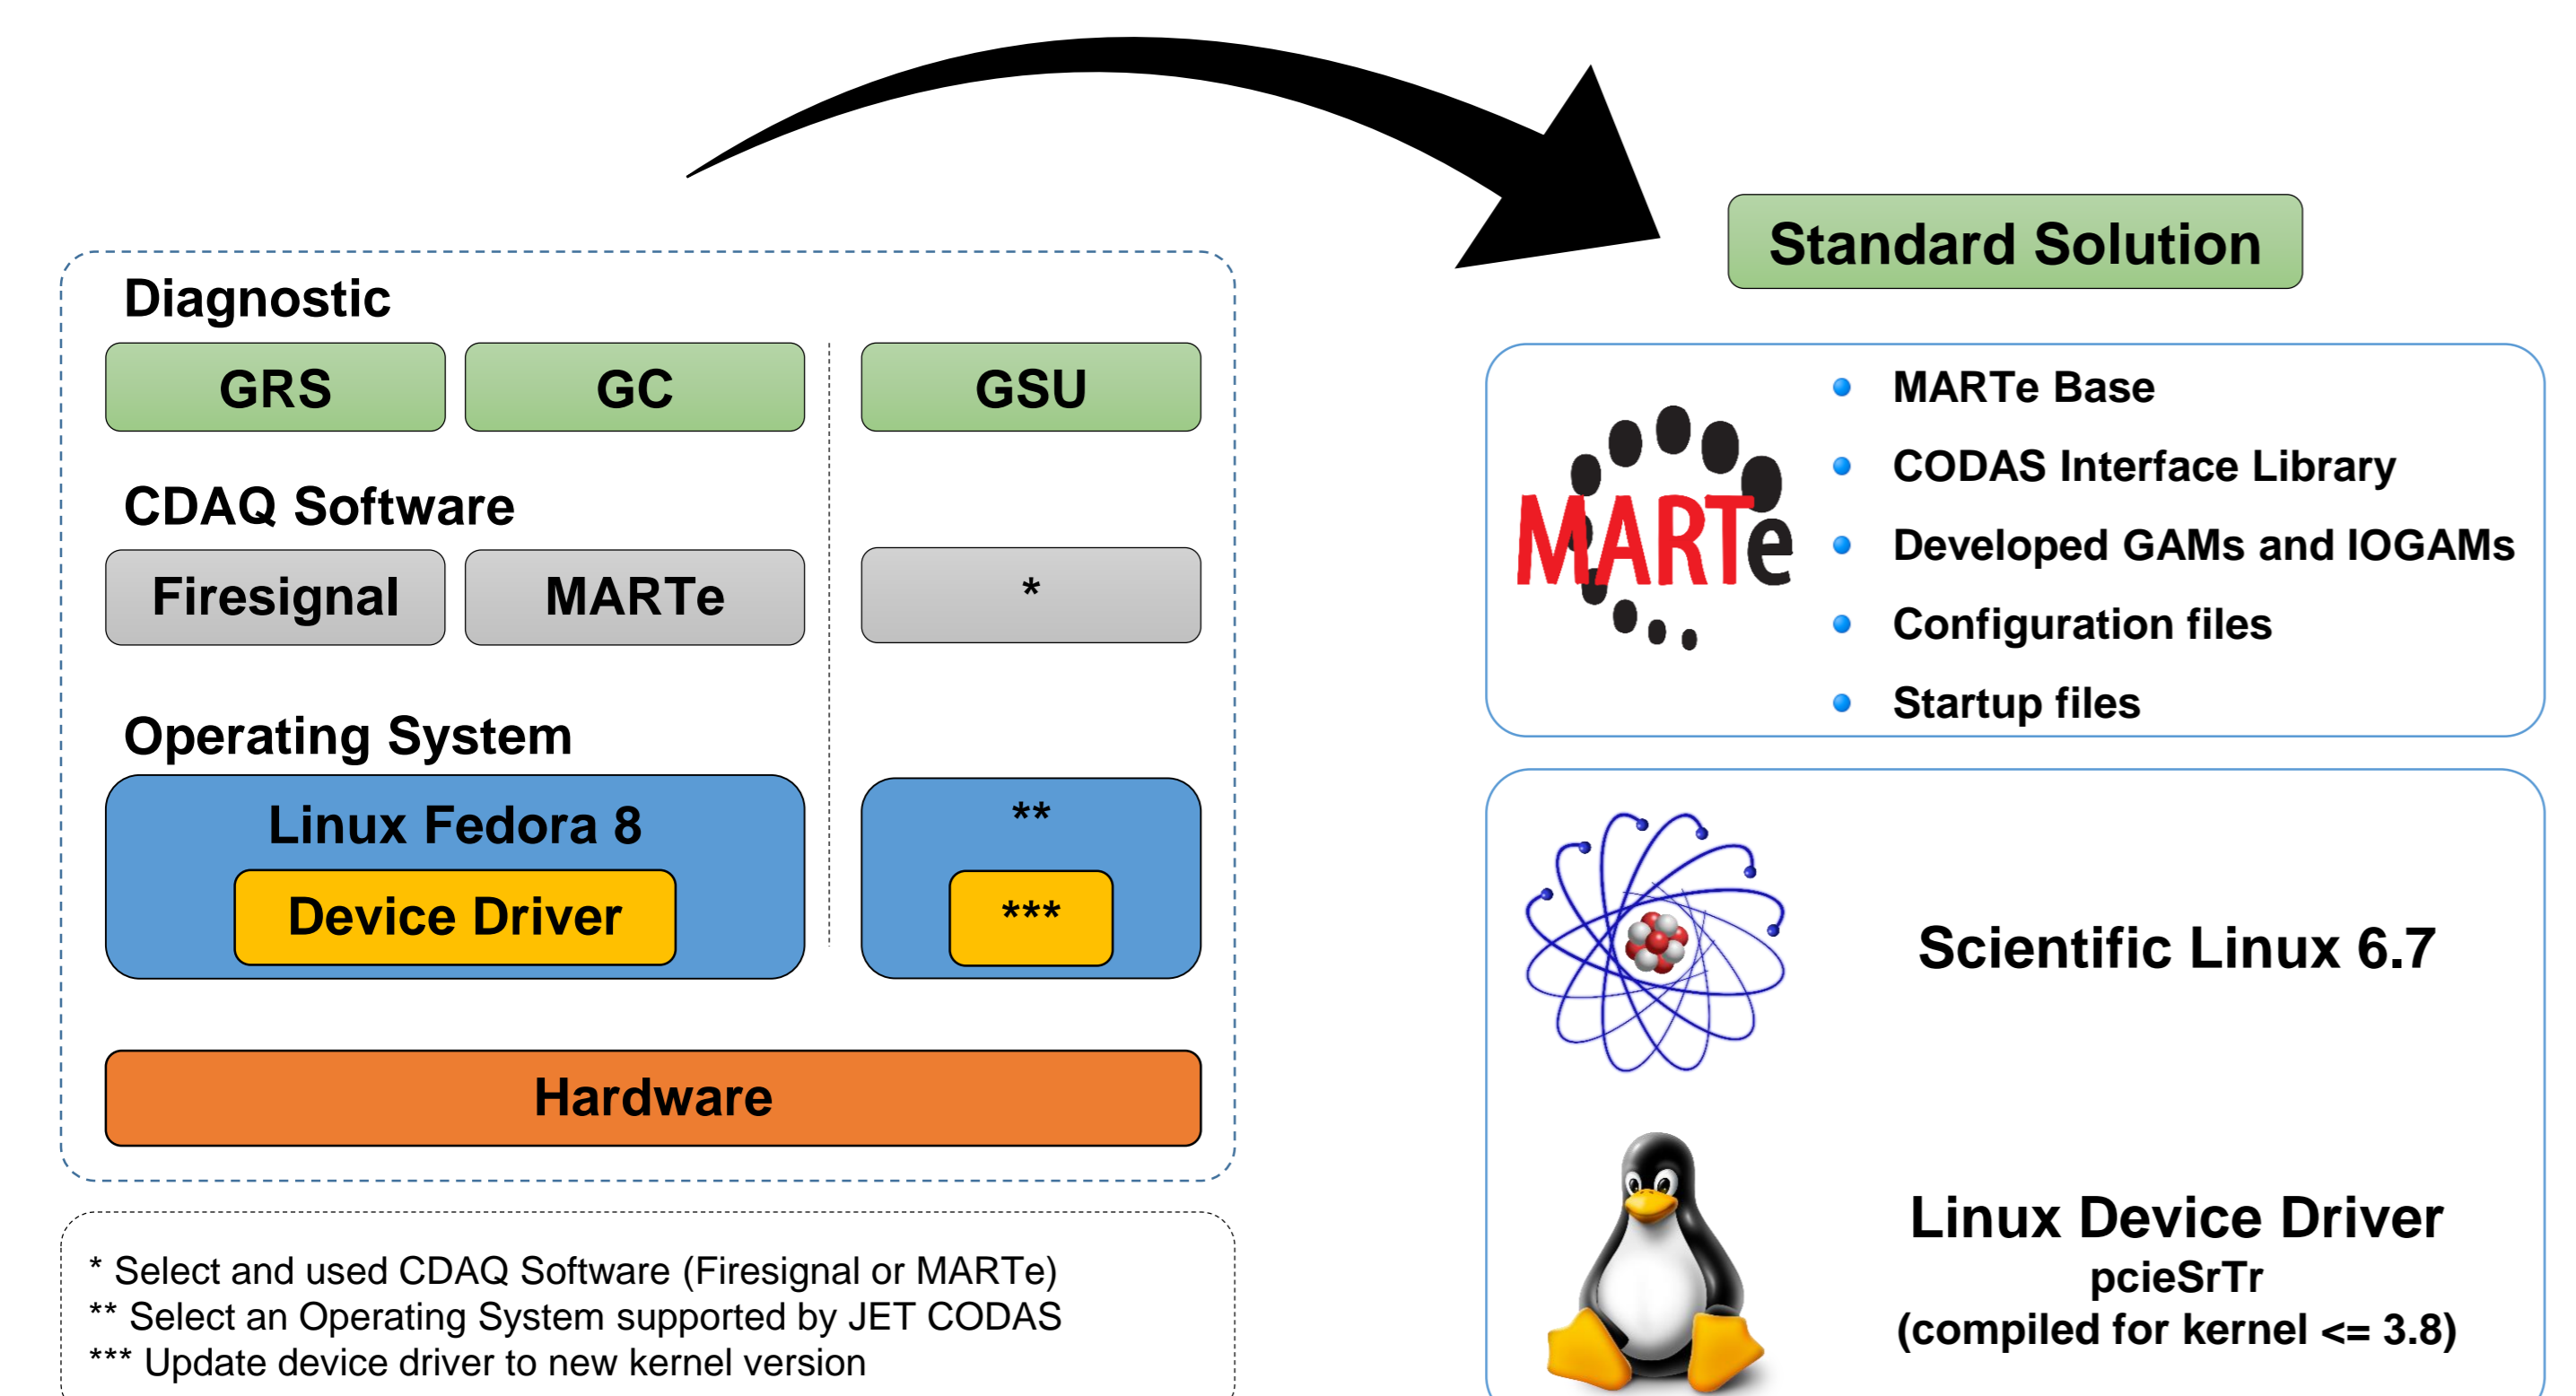 Standard Solution
Diagnostic
GRS
GC
GSU
CDAQ Software
Firesignal
MARTe
*
Operating System
Linux Fedora 8
Device Driver
**
***
Hardware
* Select and used CDAQ Software (Firesignal or MARTe)
** Select an Operating System supported by JET CODAS
*** Update device driver to new kernel version
MARTe
MARTe Base
CODAS Interface Library
Developed GAMs and IOGAMs
Configuration files
Startup files
Scientific Linux 6.7
Linux Device Driver
pcieSrTr
(compiled for kernel <= 3.8)